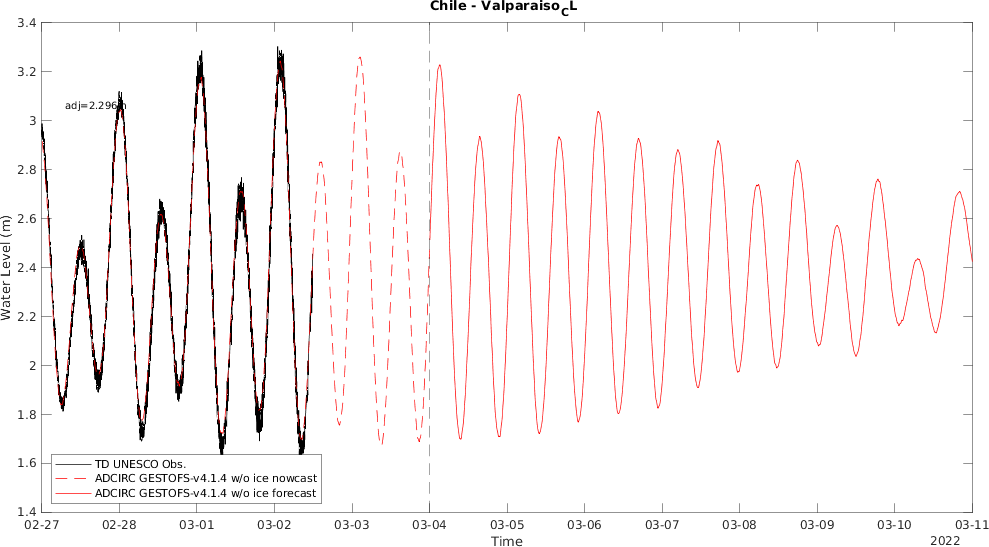 Chile - Valparaiso_CL
3.4
3.2
3
2.8
2.6
2.4
2.2
2
1.8
1.6
1.4
Water Level (m)
adj=2.296m
TD UNESCO Obs.
ADCIRC GESTOFS-v4.1.4 w/o ice nowcast
ADCIRC GESTOFS-v4.1.4 w/o ice forecast
02-27 02-28 03-01 03-02 03-03 03-04 03-05 03-06 03-07 03-08 03-09 03-10 03-11
Time
2022